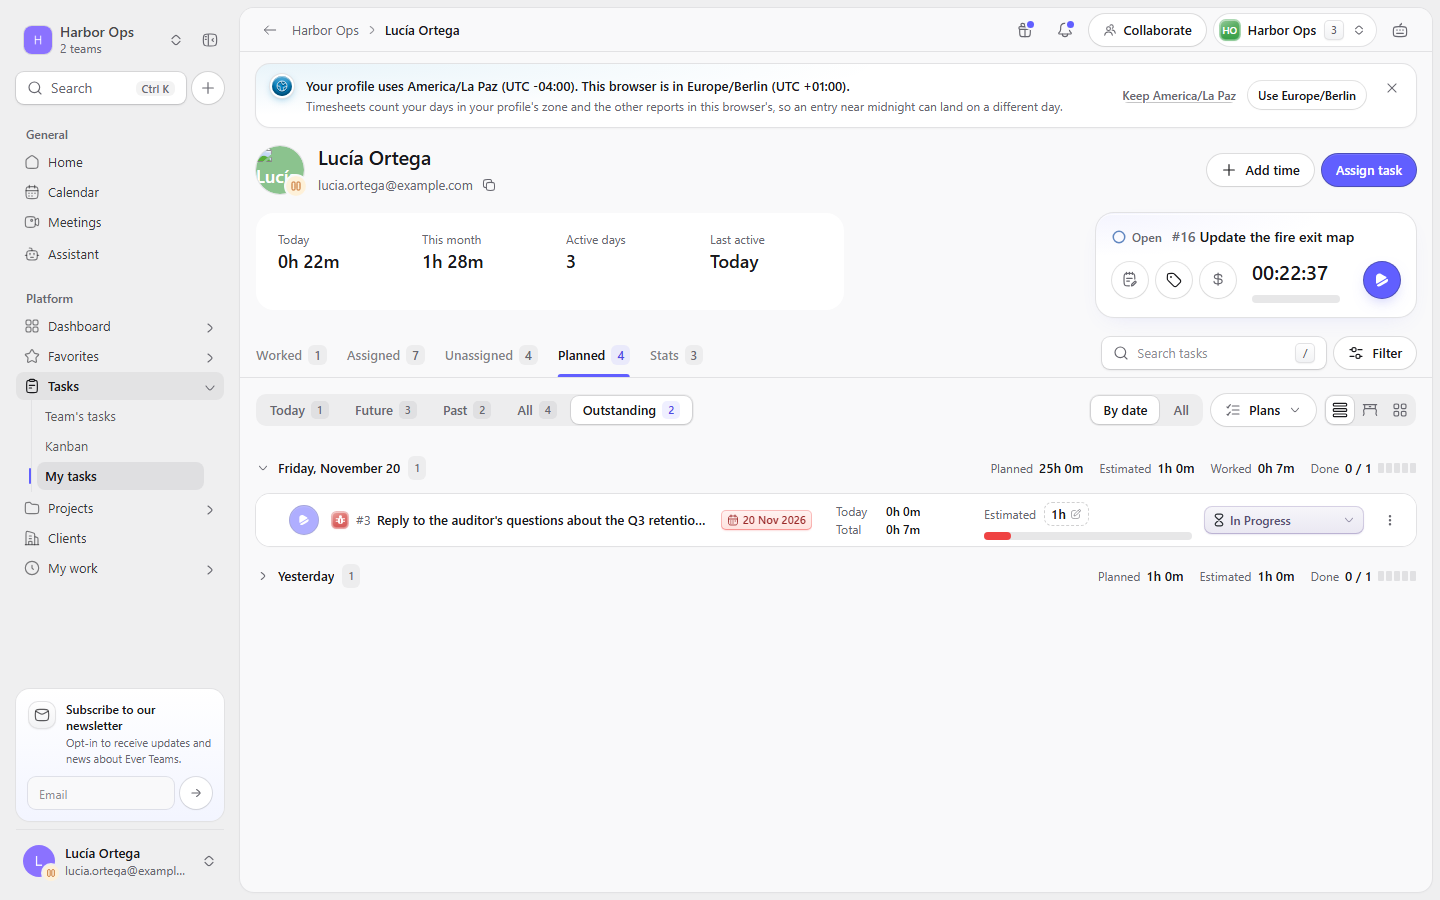 H
Harbor Ops
2 teams
Search
Ctrl K
General
Home
Calendar
Meetings
Assistant
Platform
Dashboard
Favorites
Tasks
Team's tasks
Kanban
My tasks
Projects
Clients
My work
Subscribe to our
newsletter
Opt-in to receive updates and
news about Ever Teams.
Email
L
Lucía Ortega
lucia.ortega@exampl...
Harbor Ops
Lucía Ortega
Collaborate
HO
Harbor Ops
3
Your profile uses America/La Paz (UTC -04:00). This browser is in Europe/Berlin (UTC +01:00).
Timesheets count your days in your profile's zone and the other reports in this browser's, so an entry near midnight can land on a different day.
Keep America/La Paz
Use Europe/Berlin
Lucía Ortega
lucia.ortega@example.com
Add time
Assign task
Today
0h 22m
This month
1h 28m
Active days
3
Last active
Today
Open
#16 Update the fire exit map
00:22:37
Worked 1
Assigned 7
Unassigned 4
Planned 4
Stats 3
Search tasks
/
Filter
Today 1
Future 3
Past 2
All 4
Outstanding 2
By date
All
Plans
Friday, November 20 1
Planned 25h 0m
Estimated 1h 0m
Worked 0h 7m
Done 0 / 1
#3 Reply to the auditor's questions about the Q3 retentio...
20 Nov 2026
Today 0h 0m
Total 0h 7m
Estimated 1h
In Progress
Yesterday 1
Planned 1h 0m
Estimated 1h 0m
Done 0 / 1